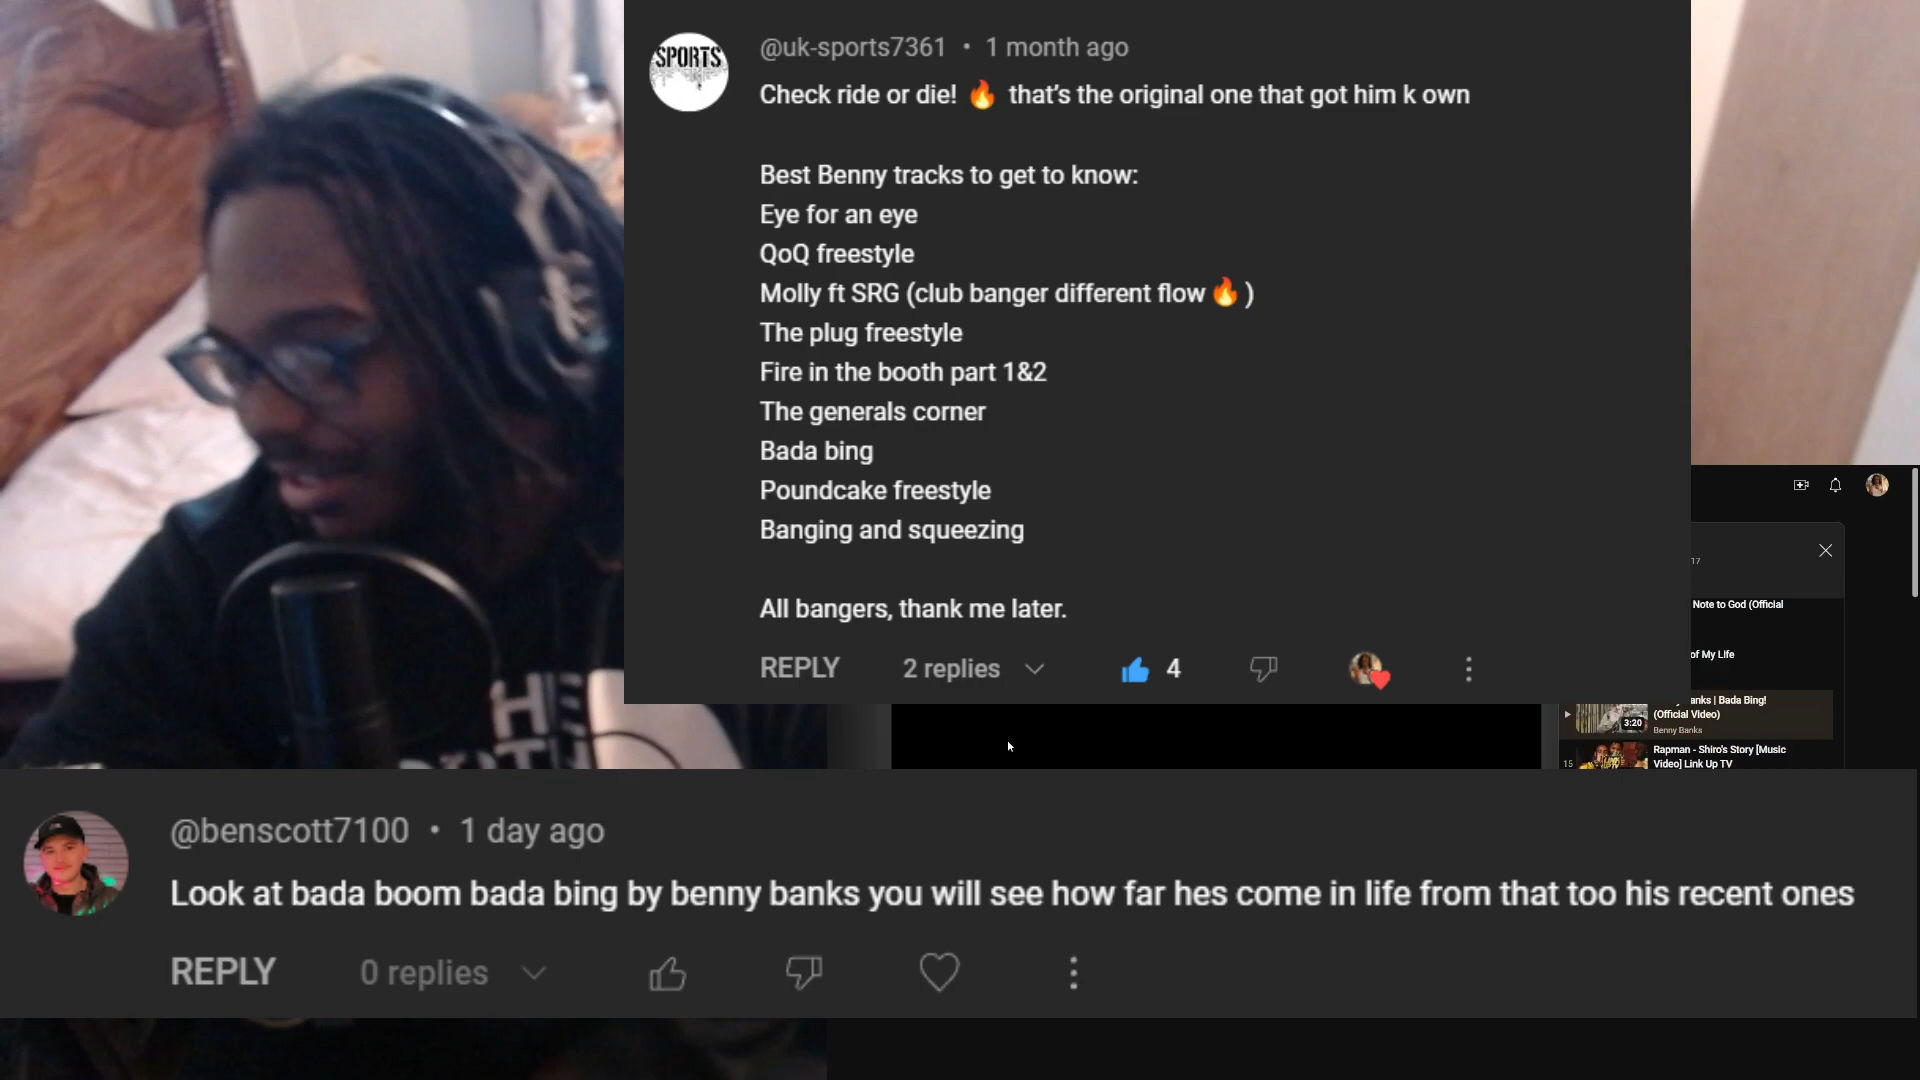 SPORTS
@uk-sports7361 • 1 month ago
Check ride or die! 🔥 that's the original one that got him k own
Best Benny tracks to get to know:
Eye for an eye
QoQ freestyle
Molly ft SRG (club banger different flow 🔥 )
The plug freestyle
Fire in the booth part 1&2
The generals corner
Bada bing
Poundcake freestyle
Banging and squeezing
All bangers, thank me later.
REPLY 2 replies 4
17
Note to God (Official
of My Life
anks | Bada Bing!
(Official Video)
Benny Banks
3:20
Rapman - Shiro's Story [Music
Video] Link Up TV
15
@benscott7100 • 1 day ago
Look at bada boom bada bing by benny banks you will see how far hes come in life from that too his recent ones
REPLY 0 replies